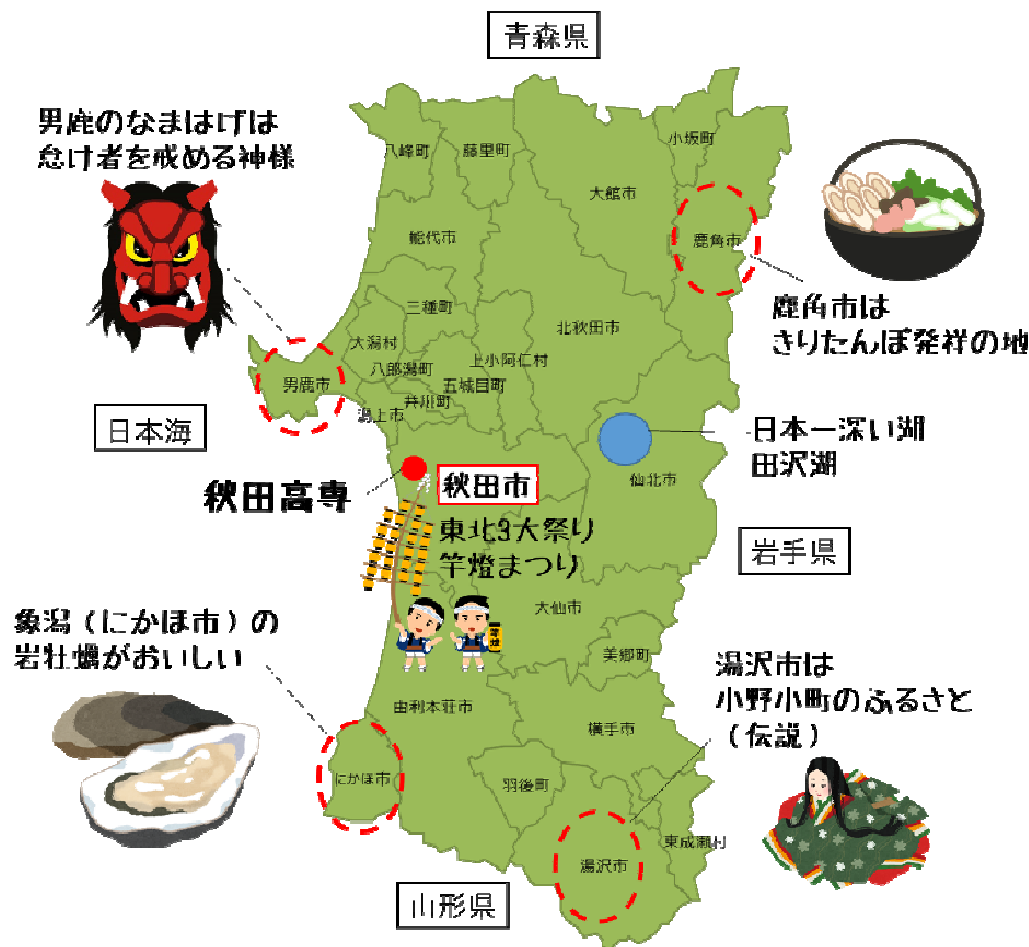 青森県
男鹿のなまはげは
怠け者を戒める神様
八峰町
藤里町
小坂町
大館市
能代市
鹿角市
鹿角市は
きりたんぽ発祥の地
三種町
北秋田市
大潟村
八郎潟町
上小阿仁村
五城目町
男鹿市
井川町
潟上市
日本海
日本一深い湖
田沢湖
仙北市
秋田高専
秋田市
東北3大祭り
竿燈まつり
岩手県
大仙市
象潟（にかほ市）の
岩牡蠣がおいしい
美郷町
湯沢市は
小野小町のふるさと
（伝説）
由利本荘市
横手市
にかほ市
羽後町
東成瀬村
湯沢市
山形県